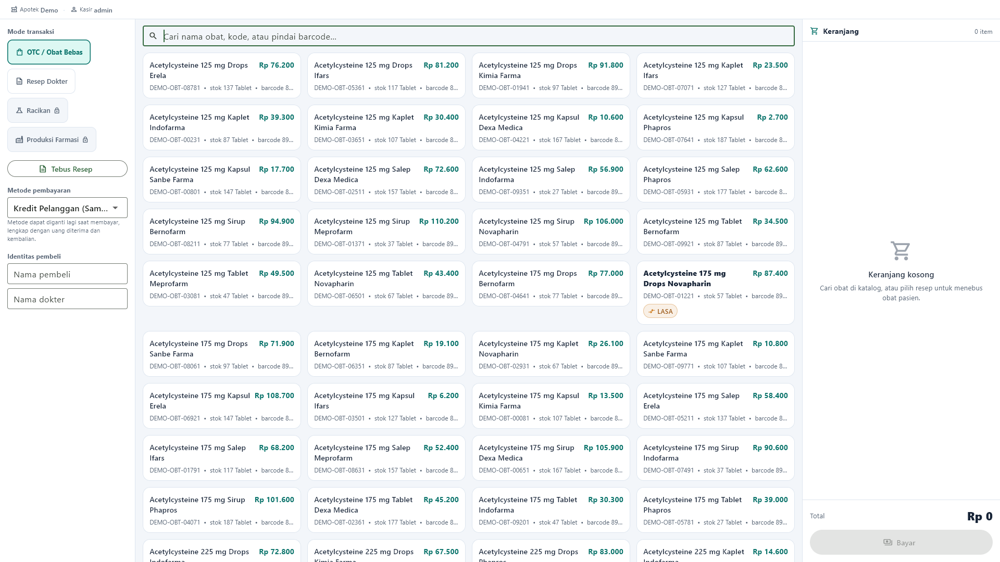 Apotek Demo · Kasir admin
Mode transaksi
OTC / Obat Bebas
Resep Dokter
Racikan
Produksi Farmasi
Tebus Resep
Metode pembayaran
Kredit Pelanggan (Sam...
Metode dapat diganti lagi saat membayar,
lengkap dengan uang diterima dan
kembalian.
Identitas pembeli
Nama pembeli
Nama dokter
Cari nama obat, kode, atau pindai barcode...
Acetylcysteine 125 mg Drops Rp 76.200
Erela
DEMO-OBT-08781 • stok 137 Tablet • barcode 8...
Acetylcysteine 125 mg Drops Rp 81.200
Ifars
DEMO-OBT-05361 • stok 117 Tablet • barcode 8...
Acetylcysteine 125 mg Drops Rp 91.800
Kimia Farma
DEMO-OBT-01941 • stok 97 Tablet • barcode 89...
Acetylcysteine 125 mg Kaplet Rp 23.500
Ifars
DEMO-OBT-07071 • stok 127 Tablet • barcode 8...
Acetylcysteine 125 mg Kaplet Rp 39.300
Indofarma
DEMO-OBT-00231 • stok 87 Tablet • barcode 89...
Acetylcysteine 125 mg Kaplet Rp 30.400
Kimia Farma
DEMO-OBT-03651 • stok 107 Tablet • barcode 8...
Acetylcysteine 125 mg Kapsul Rp 10.600
Dexa Medica
DEMO-OBT-04221 • stok 167 Tablet • barcode 8...
Acetylcysteine 125 mg Kapsul Rp 2.700
Phapros
DEMO-OBT-07641 • stok 187 Tablet • barcode 8...
Acetylcysteine 125 mg Kapsul Rp 17.700
Sanbe Farma
DEMO-OBT-00801 • stok 147 Tablet • barcode 8...
Acetylcysteine 125 mg Salep Rp 72.600
Dexa Medica
DEMO-OBT-02511 • stok 157 Tablet • barcode 8...
Acetylcysteine 125 mg Salep Rp 56.900
Indofarma
DEMO-OBT-09351 • stok 27 Tablet • barcode 89...
Acetylcysteine 125 mg Salep Rp 62.600
Phapros
DEMO-OBT-05931 • stok 177 Tablet • barcode 8...
Acetylcysteine 125 mg Sirup Rp 94.900
Bernofarm
DEMO-OBT-08211 • stok 77 Tablet • barcode 89...
Acetylcysteine 125 mg Sirup Rp 110.200
Meprofarm
DEMO-OBT-01371 • stok 37 Tablet • barcode 89...
Acetylcysteine 125 mg Sirup Rp 106.000
Novapharin
DEMO-OBT-04791 • stok 57 Tablet • barcode 89...
Acetylcysteine 125 mg Tablet Rp 34.500
Bernofarm
DEMO-OBT-09921 • stok 87 Tablet • barcode 89...
Acetylcysteine 125 mg Tablet Rp 49.500
Meprofarm
DEMO-OBT-03081 • stok 47 Tablet • barcode 89...
Acetylcysteine 125 mg Tablet Rp 43.400
Novapharin
DEMO-OBT-06501 • stok 67 Tablet • barcode 89...
Acetylcysteine 175 mg Drops Rp 77.000
Bernofarm
DEMO-OBT-04641 • stok 77 Tablet • barcode 89...
Acetylcysteine 175 mg Rp 87.400
Drops Novapharin
DEMO-OBT-01221 • stok 57 Tablet • barcode 89...
LASA
Acetylcysteine 175 mg Drops Rp 71.900
Sanbe Farma
DEMO-OBT-08061 • stok 97 Tablet • barcode 89...
Acetylcysteine 175 mg Kaplet Rp 19.100
Bernofarm
DEMO-OBT-06351 • stok 87 Tablet • barcode 89...
Acetylcysteine 175 mg Kaplet Rp 26.100
Novapharin
DEMO-OBT-02931 • stok 67 Tablet • barcode 89...
Acetylcysteine 175 mg Kaplet Rp 10.800
Sanbe Farma
DEMO-OBT-09771 • stok 107 Tablet • barcode 8...
Acetylcysteine 175 mg Kapsul Rp 108.700
Erela
DEMO-OBT-06921 • stok 147 Tablet • barcode 8...
Acetylcysteine 175 mg Kapsul Rp 6.200
Ifars
DEMO-OBT-03501 • stok 127 Tablet • barcode 8...
Acetylcysteine 175 mg Kapsul Rp 13.500
Kimia Farma
DEMO-OBT-00081 • stok 107 Tablet • barcode 8...
Acetylcysteine 175 mg Salep Rp 58.400
Erela
DEMO-OBT-05211 • stok 137 Tablet • barcode 8...
Acetylcysteine 175 mg Salep Rp 68.200
Ifars
DEMO-OBT-01791 • stok 117 Tablet • barcode 8...
Acetylcysteine 175 mg Salep Rp 52.400
Meprofarm
DEMO-OBT-08631 • stok 157 Tablet • barcode 8...
Acetylcysteine 175 mg Sirup Rp 105.900
Dexa Medica
DEMO-OBT-00651 • stok 167 Tablet • barcode 8...
Acetylcysteine 175 mg Sirup Rp 90.600
Indofarma
DEMO-OBT-07491 • stok 37 Tablet • barcode 89...
Acetylcysteine 175 mg Sirup Rp 101.600
Phapros
DEMO-OBT-04071 • stok 187 Tablet • barcode 8...
Acetylcysteine 175 mg Tablet Rp 45.200
Dexa Medica
DEMO-OBT-02361 • stok 177 Tablet • barcode 8...
Acetylcysteine 175 mg Tablet Rp 30.300
Indofarma
DEMO-OBT-09201 • stok 47 Tablet • barcode 89...
Acetylcysteine 175 mg Tablet Rp 39.000
Phapros
DEMO-OBT-05781 • stok 27 Tablet • barcode 89...
Acetylcysteine 225 mg Drops Rp 72.800
Indofarma
Acetylcysteine 225 mg Drops Rp 67.500
Kimia Farma
Acetylcysteine 225 mg Drops Rp 83.000
Phapros
Acetylcysteine 225 mg Kaplet Rp 14.600
Indofarma
Keranjang 0 item
Keranjang kosong
Cari obat di katalog, atau pilih resep untuk menebus
obat pasien.
Total Rp 0
Bayar